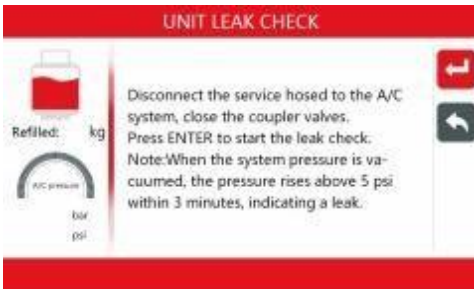 UNIT LEAK CHECK
Disconnect the service hosed to the A/C
system, close the coupler valves.
Press ENTER to start the leak check.
Note:When the system pressure is va-
cuumed, the pressure rises above 5 psi
within 3 minutes, indicating a leak.
Refilled: kg
A/C pressure
bar
psi